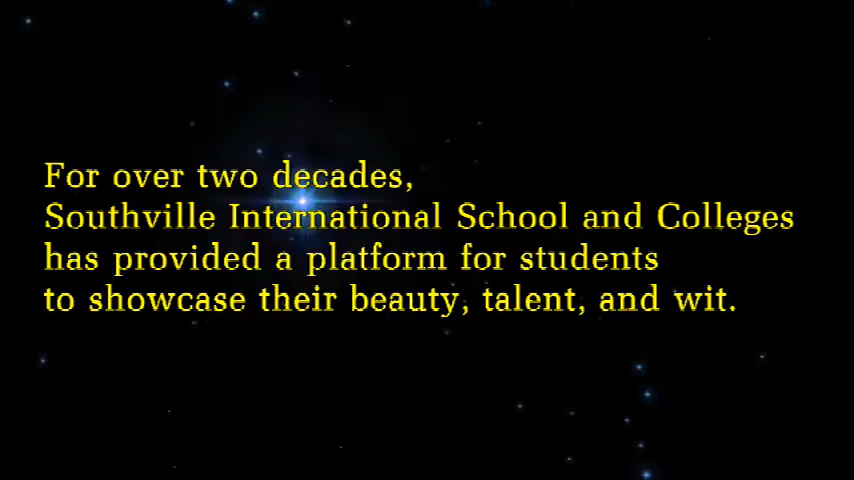 For over two decades,
Southville International School and Colleges
has provided a platform for students
to showcase their beauty, talent, and wit.